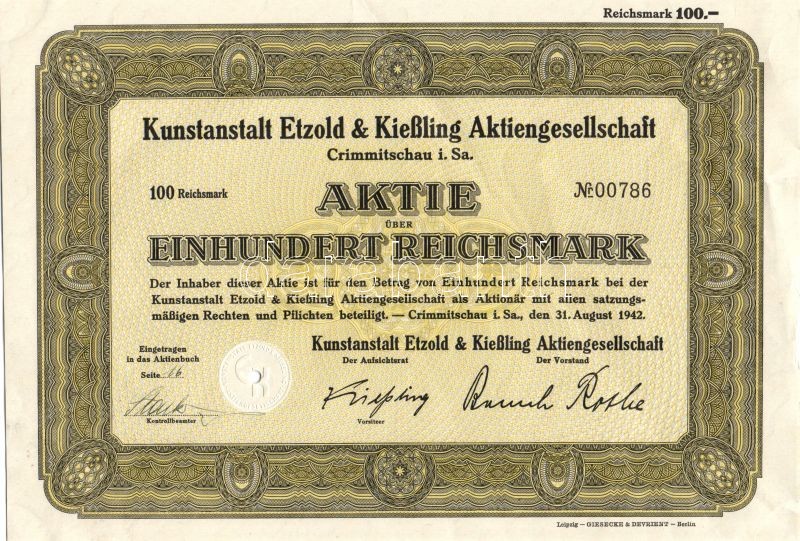 Reichsmark 100.—
Kunstanstalt Etzold & Kießling Aktiengesellschaft
Crimmitschau i. Sa.
100 Reichsmark
AKTIE
№ 00786
ÜBER
EINHUNDERT REICHSMARK
Der Inhaber dieser Aktie ist für den Betrag von Einhundert Reichsmark bei der
Kunstanstalt Etzold & Kießling Aktiengesellschaft als Aktionär mit allen satzungs-
mäßigen Rechten und Pflichten beteiligt. — Crimmitschau i. Sa., den 31. August 1942.
Eingetragen
in das Aktienbuch
Seite 66
Kontrollbeamter
Kunstanstalt Etzold & Kießling Aktiengesellschaft
Der Aufsichtsrat Der Vorstand
Kießling
Rothe
Vorsitzer
Leipzig — GIESECKE & DEVRIENT — Berlin